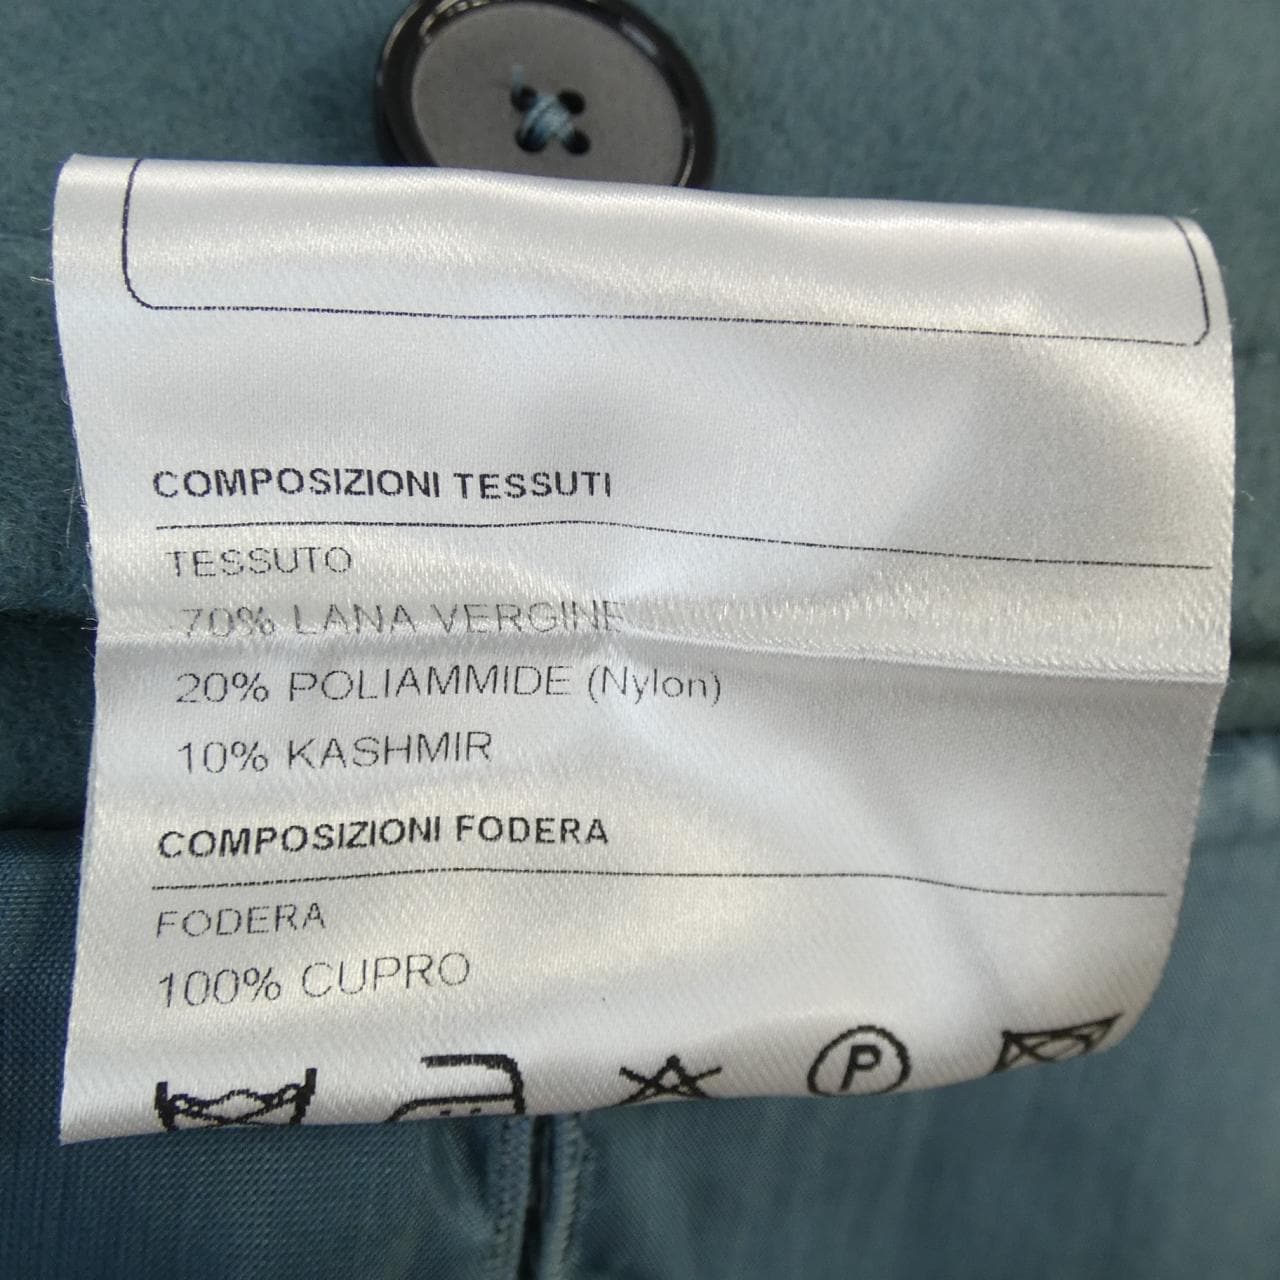 COMPOSIZIONI TESSUTI
TESSUTO
70% LANA VERGINE
20% POLIAMMIDE (Nylon)
10% KASHMIR
COMPOSIZIONI FODERA
FODERA
100% CUPRO
P